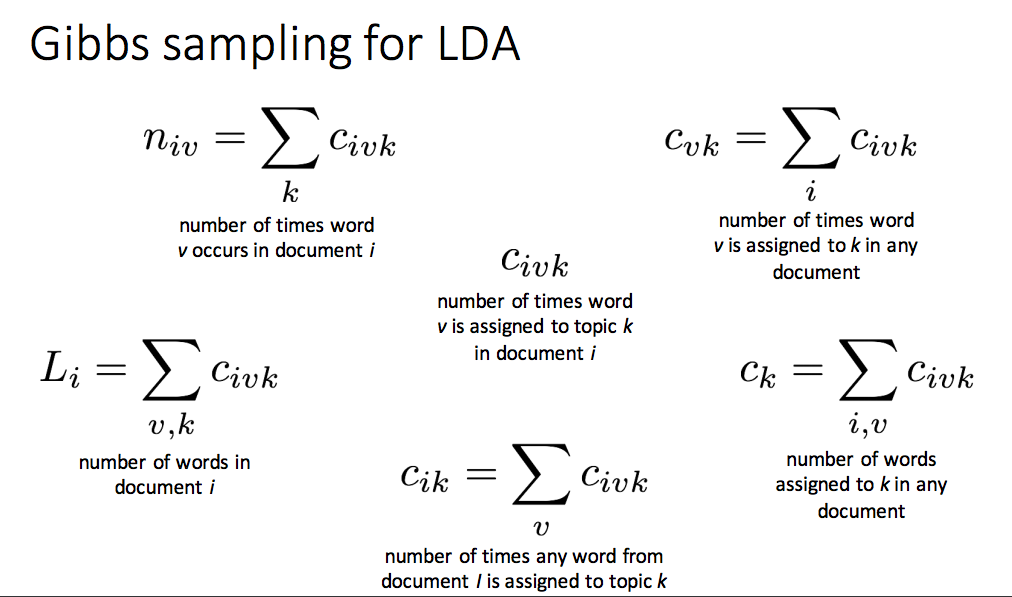 Gibbs sampling for LDA
n_{iv} = \sum_{k} c_{ivk}
number of times word
v occurs in document i
c_{vk} = \sum_{i} c_{ivk}
number of times word
v is assigned to k in any
document
c_{ivk}
number of times word
v is assigned to topic k
in document i
L_i = \sum_{v,k} c_{ivk}
number of words in
document i
c_k = \sum_{i,v} c_{ivk}
number of words
assigned to k in any
document
c_{ik} = \sum_{v} c_{ivk}
number of times any word from
document I is assigned to topic k